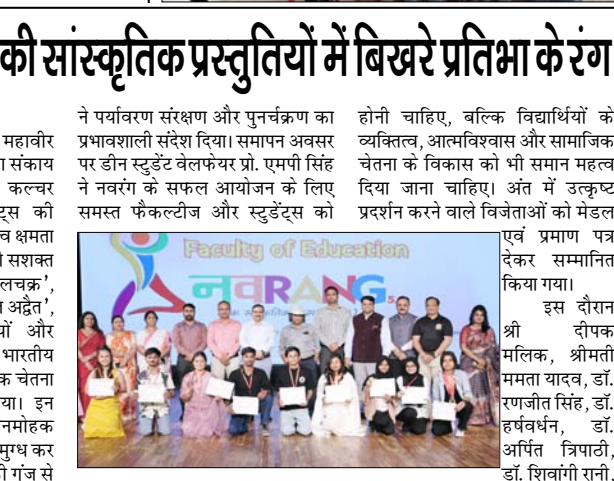 की सांस्कृतिक प्रस्तुतियों में बिखरे प्रतिभा के रंग
महावीर
संकाय
कल्चर
की
क्षमता
सशक्त
अद्वैत',
और
भारतीय
चेतना
इन
कर
से
ने पर्यावरण संरक्षण और पुनर्चक्रण का
प्रभावशाली संदेश दिया। समापन अवसर
पर डीन स्टुडेंट वेलफेयर प्रो. एमपी सिंह
ने नवरंग के सफल आयोजन के लिए
समस्त फैकल्टीज और स्टुडेंट्स को
Faculty of Education
नवRANG
होनी चाहिए, बल्कि विद्यार्थियों को
व्यक्तित्व, आत्मविश्वास और सामाजिक
चेतना के विकास को भी समान महत्व
दिया जाना चाहिए। अंत में उत्कृष्ट
प्रदर्शन करने वाले विजेताओं को मेडल
एवं प्रमाण पत्र
देकर सम्मानित
किया गया।
इस दौरान
श्री दीपक
मलिक, श्रीमती
ममता यादव, डॉ.
रणजीत सिंह, डॉ.
हर्षवर्धन, डॉ.
अर्पित त्रिपाठी,
डॉ. शिवांगी रानी,